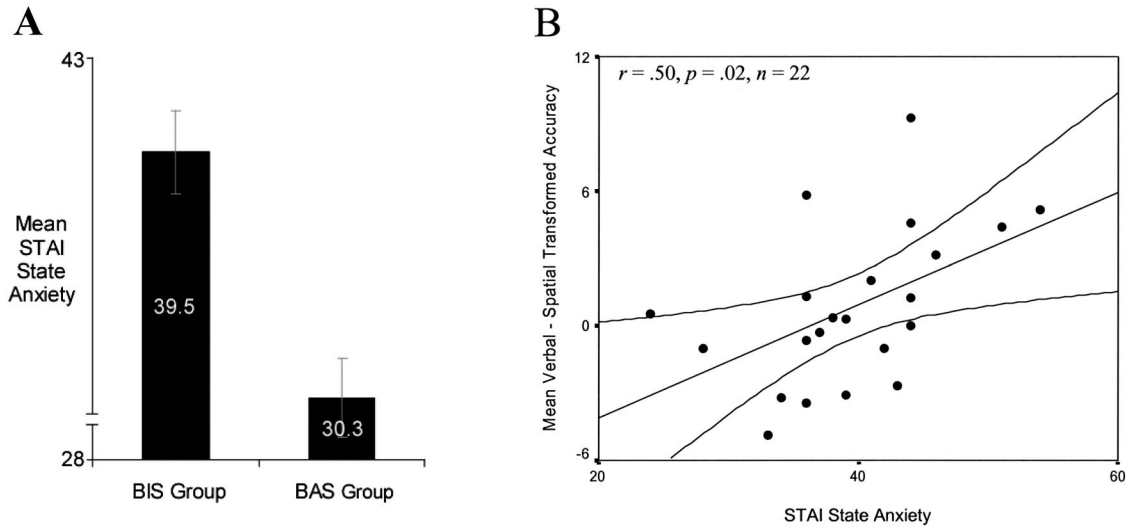 A
43
Mean
STAI
State
Anxiety
39.5
30.3
28
BIS Group
BAS Group
B
r = .50, p = .02, n = 22
Mean Verbal - Spatial Transformed Accuracy
12
6
0
-6
20
40
60
STAI State Anxiety